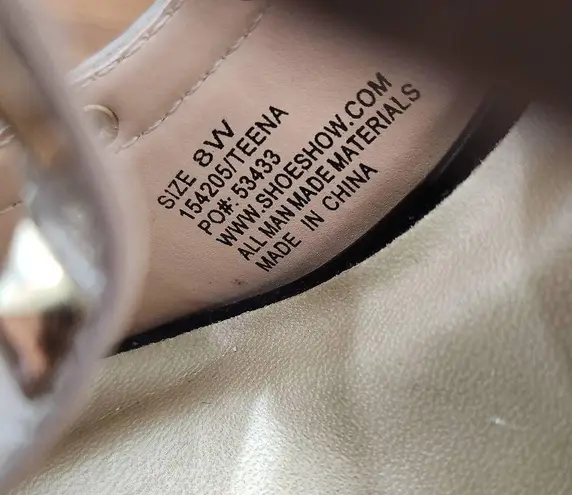 SIZE 8W
154205/TEENA
PO#: 53433
WWW.SHOESHOW.COM
ALL MAN MADE MATERIALS
MADE IN CHINA